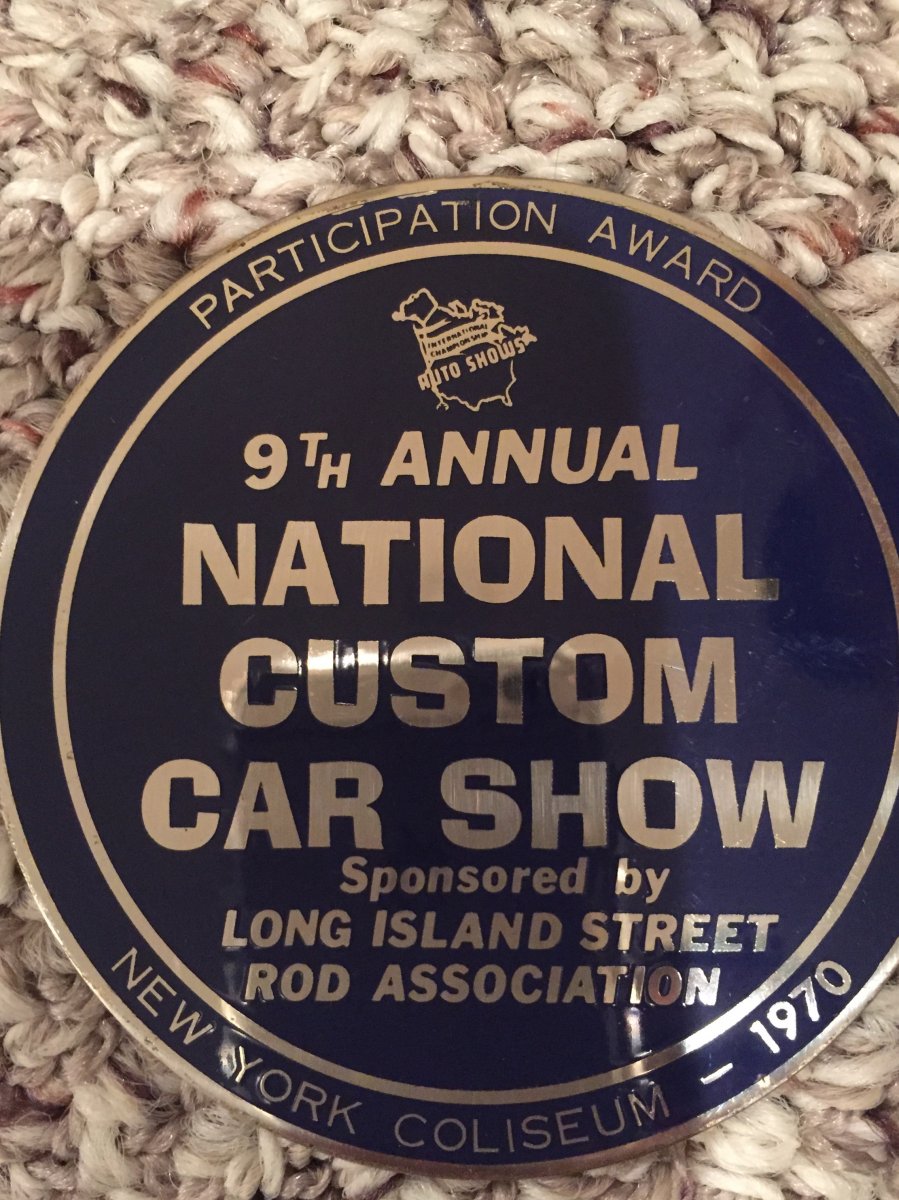 PARTICIPATION AWARD
INTERNATIONAL
CHAMPIONSHIP
AUTO SHOWS
9TH ANNUAL
NATIONAL
CUSTOM
CAR SHOW
Sponsored by
LONG ISLAND STREET
ROD ASSOCIATION
NEW YORK COLISEUM – 1970